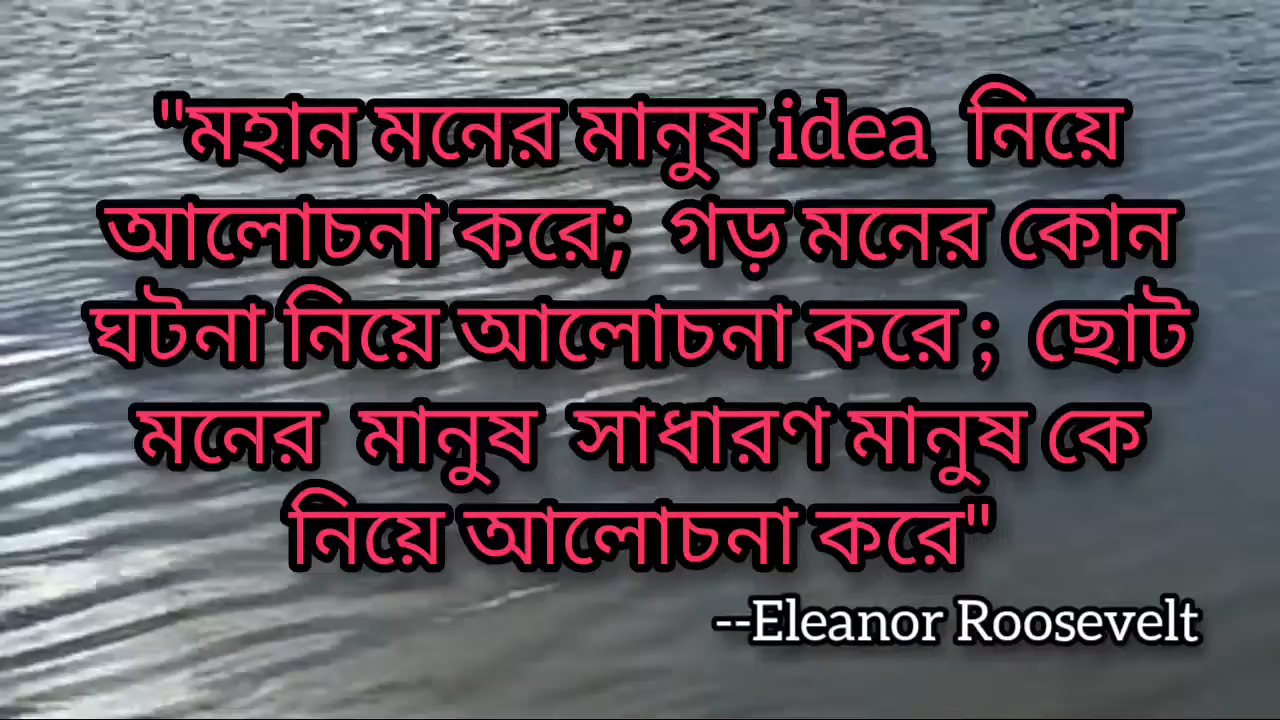 "মহান মনের মানুষ idea নিয়ে
আলোচনা করে; গড় মনের কোন
ঘটনা নিয়ে আলোচনা করে ; ছোট
মনের মানুষ সাধারণ মানুষ কে
নিয়ে আলোচনা করে"
--Eleanor Roosevelt